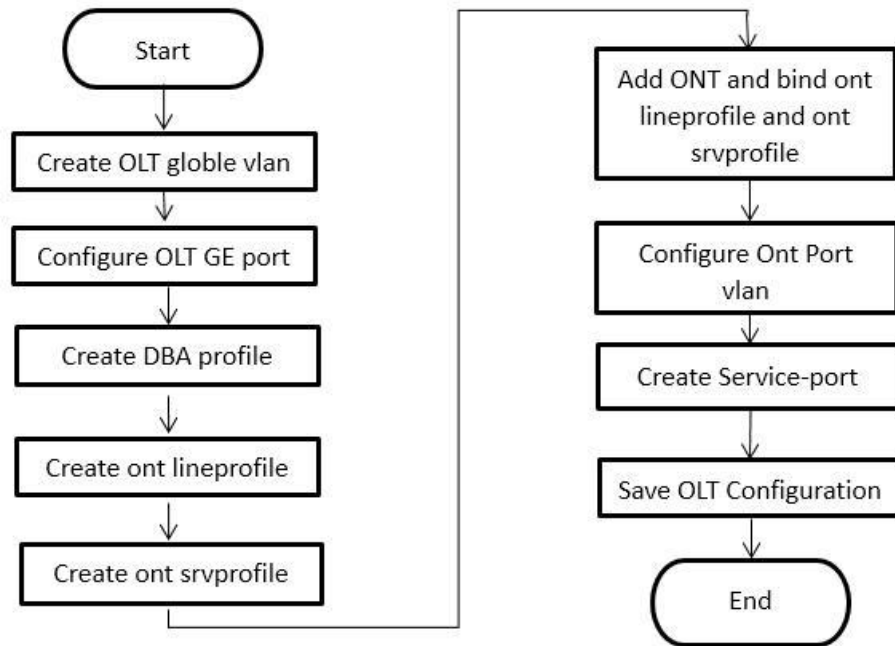 Start
Create OLT globle vlan
Configure OLT GE port
Create DBA profile
Create ont lineprofile
Create ont srvprofile
Add ONT and bind ont
lineprofile and ont
srvprofile
Configure Ont Port
vlan
Create Service-port
Save OLT Configuration
End